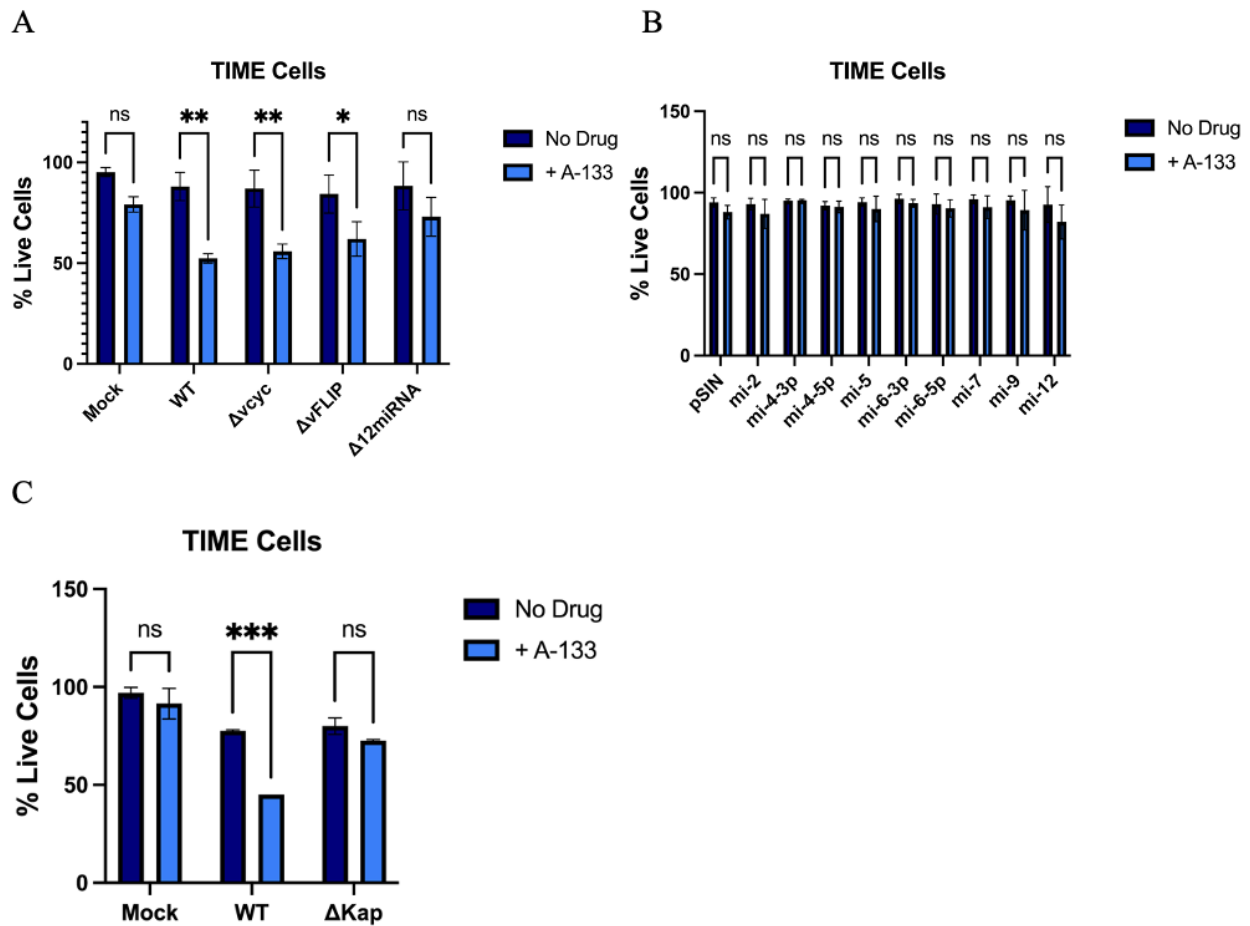 A
TIME Cells
ns
**
**
*
ns
No Drug
+ A-133
% Live Cells
100
50
0
Mock
WT
Δvcyc
ΔvFLIP
Δ12miRNA
B
TIME Cells
ns ns ns ns ns ns ns ns ns ns
No Drug
+ A-133
% Live Cells
150
100
50
0
pSIN
mi-2
mi-4-3p
mi-4-5p
mi-5
mi-6-3p
mi-6-5p
mi-7
mi-9
mi-12
C
TIME Cells
ns
***
ns
No Drug
+ A-133
% Live Cells
150
100
50
0
Mock
WT
ΔKap